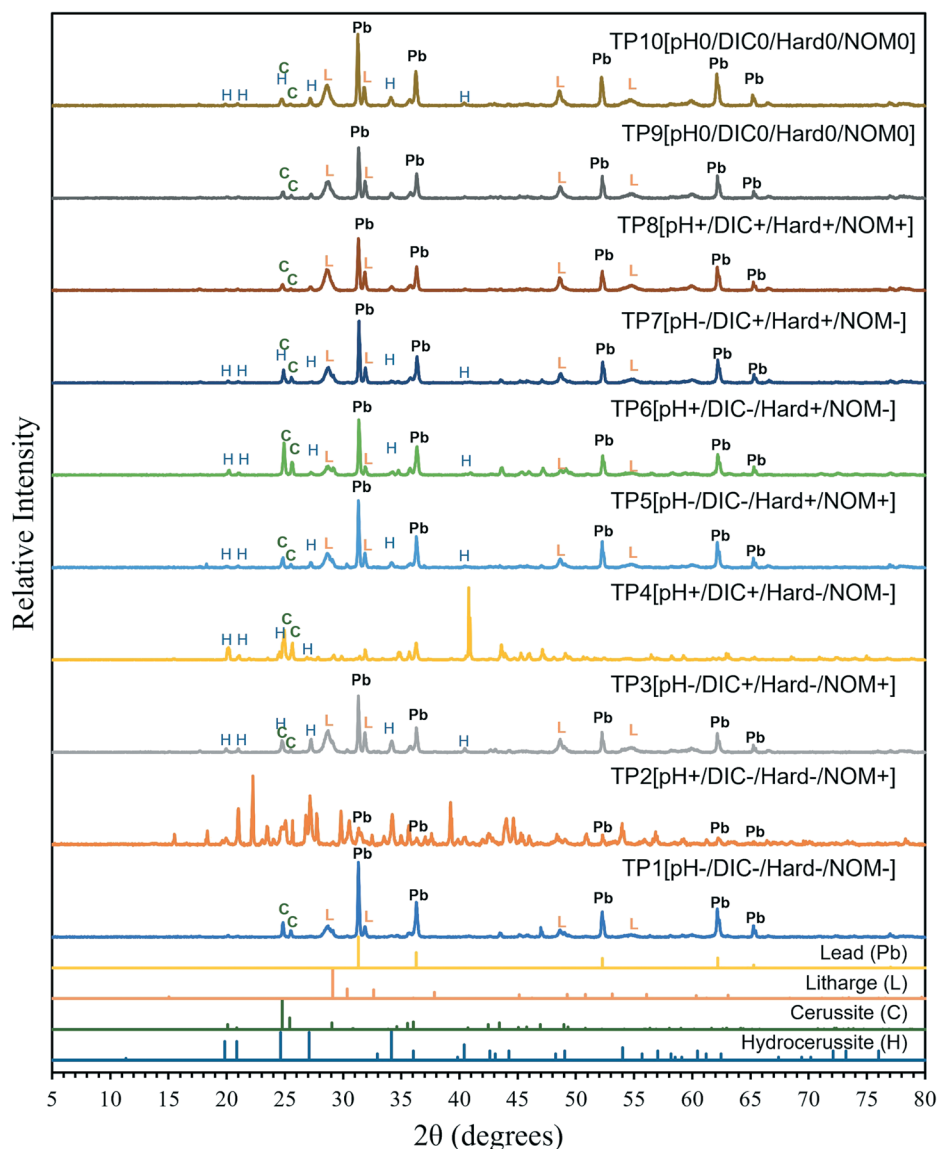 Pb
TP10[pH0/DIC0/Hard0/NOM0]
C
H H H H C L L H Pb H L Pb L Pb Pb
Pb
TP9[pH0/DIC0/Hard0/NOM0]
C C L L Pb L Pb L Pb Pb
Pb
TP8[pH+/DIC+/Hard+/NOM+]
C C L L Pb L Pb L Pb Pb
Pb
TP7[pH-/DIC+/Hard+/NOM-]
H H H C C H L L H Pb H L Pb L Pb Pb
Pb
TP6[pH+/DIC-/Hard+/NOM-]
H H C C H L L H Pb H L Pb L Pb Pb
Pb
TP5[pH-/DIC-/Hard+/NOM+]
H H C C H L L H Pb H L Pb L Pb Pb
TP4[pH+/DIC+/Hard-/NOM-]
H H H C C H
Pb
TP3[pH-/DIC+/Hard-/NOM+]
H H H C C H L L H Pb H L Pb L Pb Pb
TP2[pH+/DIC-/Hard-/NOM+]
Pb Pb Pb Pb Pb
Pb
TP1[pH-/DIC-/Hard-/NOM-]
C C L L Pb L Pb L Pb Pb
Lead (Pb)
Litharge (L)
Cerussite (C)
Hydrocerussite (H)
5 10 15 20 25 30 35 40 45 50 55 60 65 70 75 80
2θ (degrees)
Relative Intensity